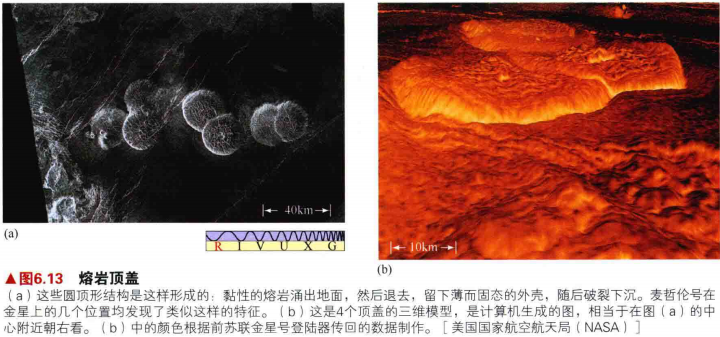 40km
10km
(a)
R I V U X G
(b)
▲图6.13 熔岩顶盖
（a）这些圆顶形结构是这样形成的：黏性的熔岩涌出地面，然后退去，留下薄而固态的外壳，随后破裂下沉。麦哲伦号在
金星上的几个位置均发现了类似这样的特征。（b）这是4个顶盖的三维模型，是计算机生成的图，相当于在图（a）的中
心附近朝右看。（b）中的颜色根据前苏联金星号登陆器传回的数据制作。［美国国家航空航天局（NASA）］